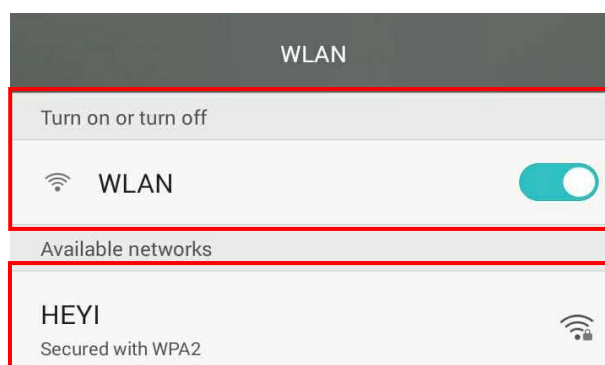 WLAN
Turn on or turn off
WLAN
Available networks
HEYI
Secured with WPA2